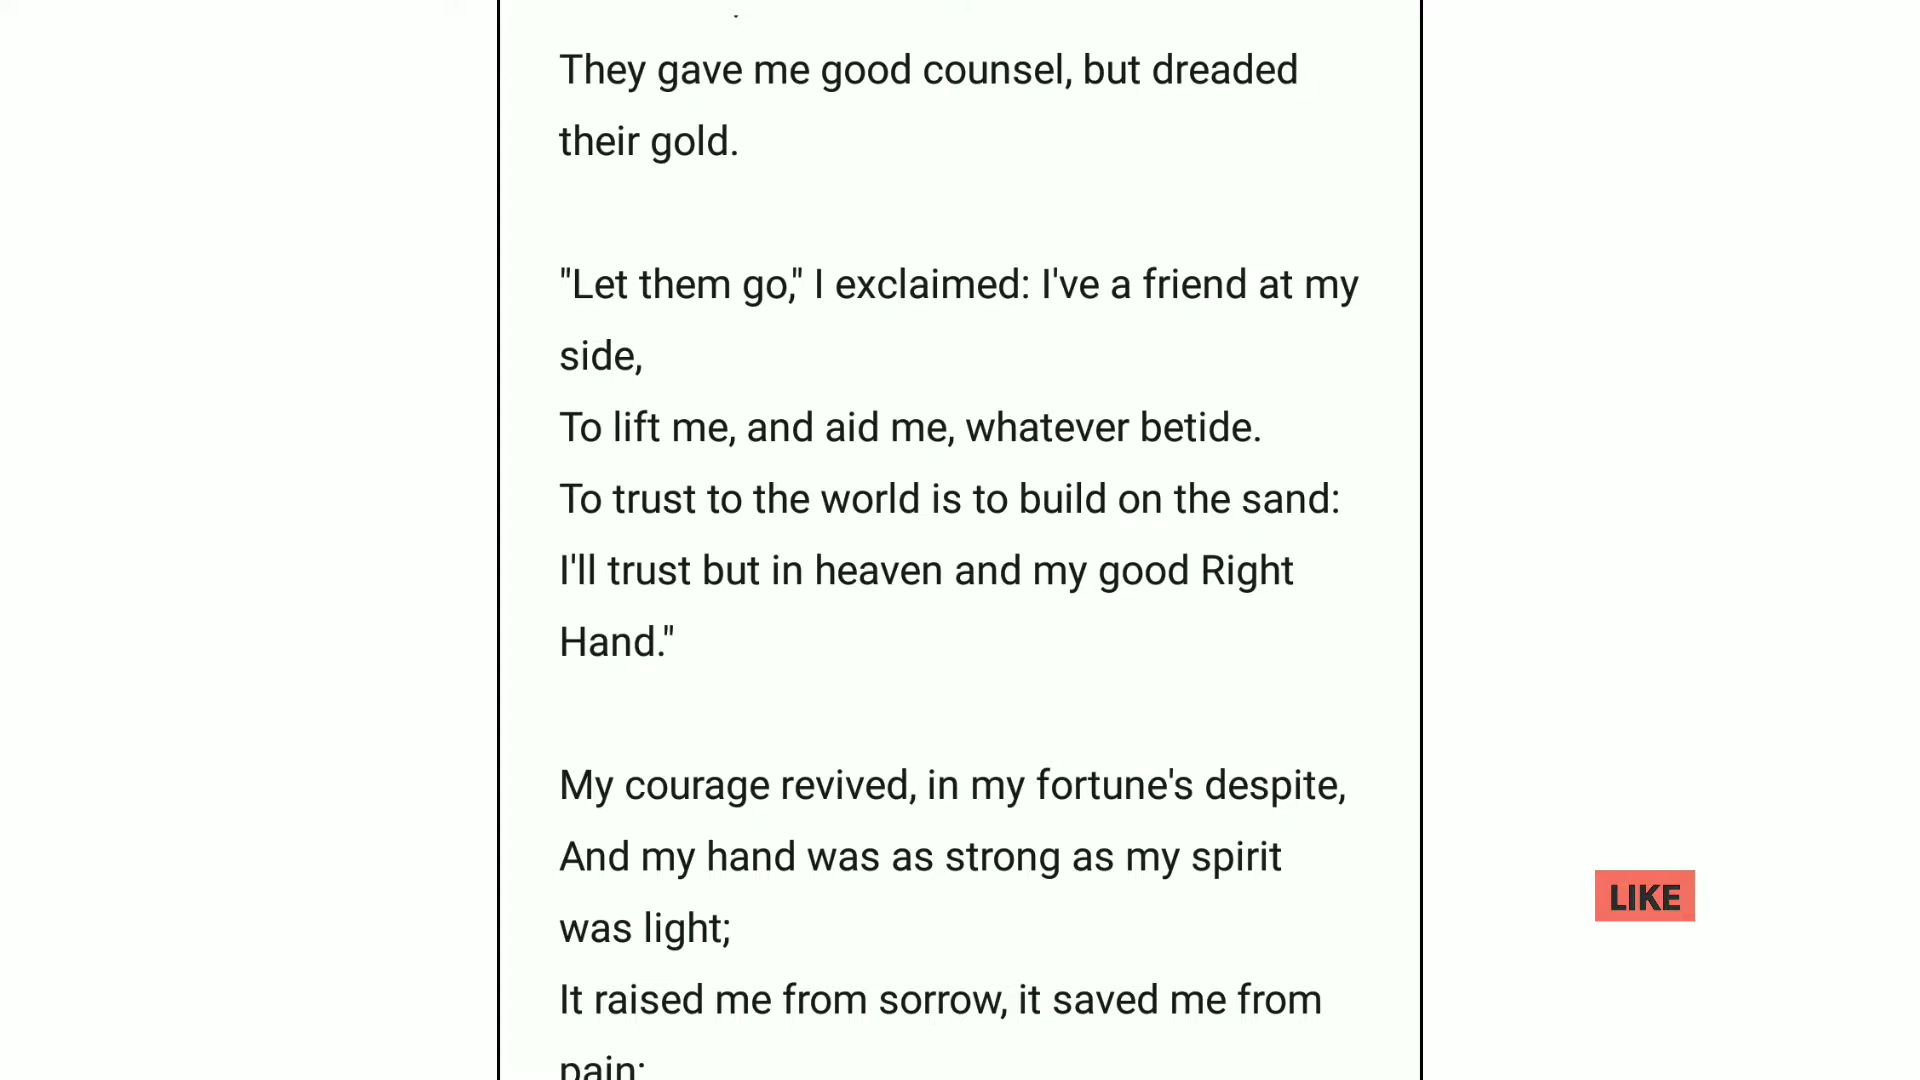 They gave me good counsel, but dreaded
their gold.
"Let them go," I exclaimed: I've a friend at my
side,
To lift me, and aid me, whatever betide.
To trust to the world is to build on the sand:
I'll trust but in heaven and my good Right
Hand."
My courage revived, in my fortune's despite,
And my hand was as strong as my spirit
was light;
It raised me from sorrow, it saved me from
pain;
LIKE